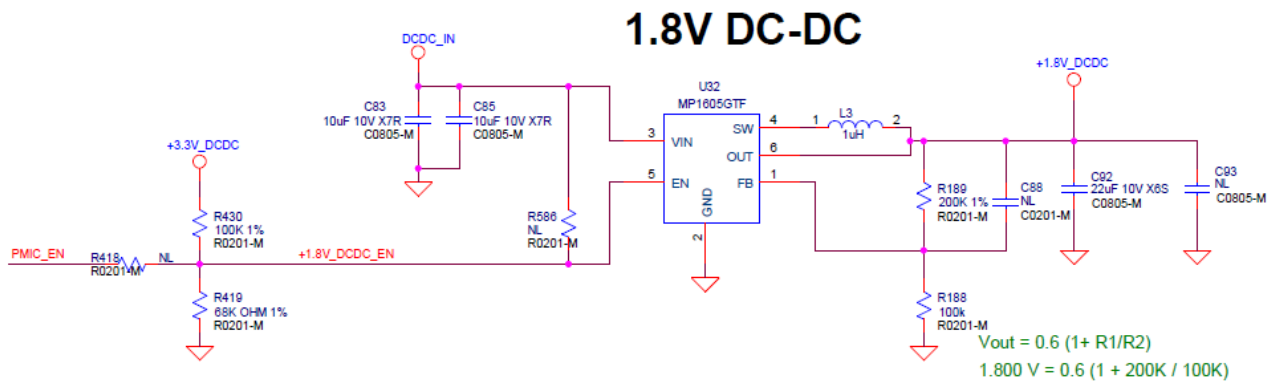 1.8V DC-DC
DCDC_IN
+1.8V_DCDC
C83
10uF 10V X7R
C0805-M
C85
10uF 10V X7R
C0805-M
U32
MP1605GTF
3
VIN
5
EN
SW
4
OUT
6
FB
1
GND
2
L3
1
2
1uH
+3.3V_DCDC
R430
100K 1%
R0201-M
R586
NL
R0201-M
R189
200K 1%
R0201-M
C88
NL
C0201-M
C92
22uF 10V X6S
C0805-M
C93
NL
C0805-M
PMIC_EN
R418
NL
R0201-M
+1.8V_DCDC_EN
R419
68K OHM 1%
R0201-M
R188
100k
R0201-M
Vout = 0.6 (1+ R1/R2)
1.800 V = 0.6 (1 + 200K / 100K)